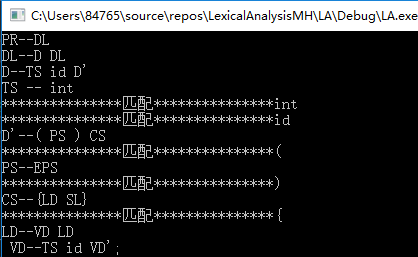 C:\Users\84765\source\repos\LexicalAnalysisMH\LA\Debug\LA.exe
PR--DL
DL--D DL
D--TS id D'
TS -- int
***************匹配***************int
***************匹配***************id
D'--( PS ) CS
***************匹配***************(
PS--EPS
***************匹配***************)
CS--{LD SL}
***************匹配***************{
LD--VD LD
VD--TS id VD';